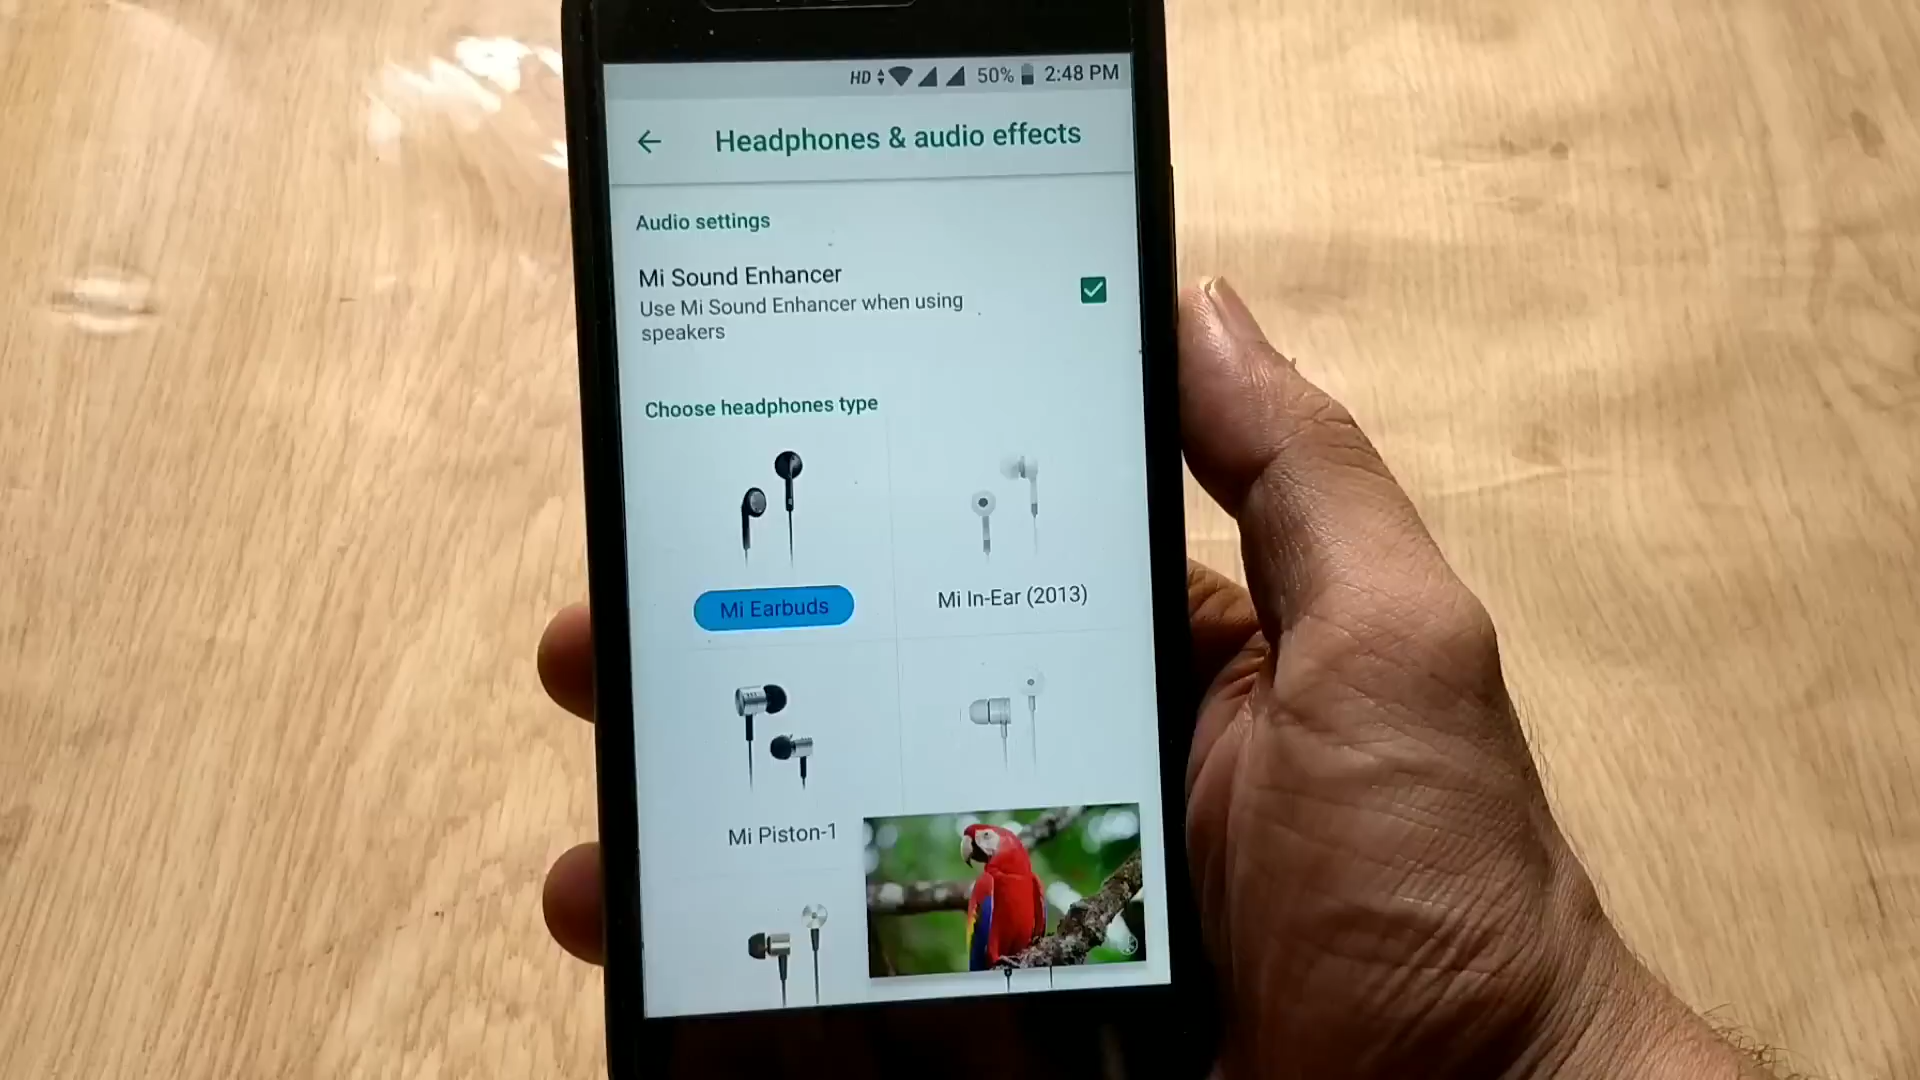 HD 50% 2:48 PM
Headphones & audio effects
Audio settings
Mi Sound Enhancer
Use Mi Sound Enhancer when using
speakers
Choose headphones type
Mi Earbuds
Mi In-Ear (2013)
Mi Piston-1